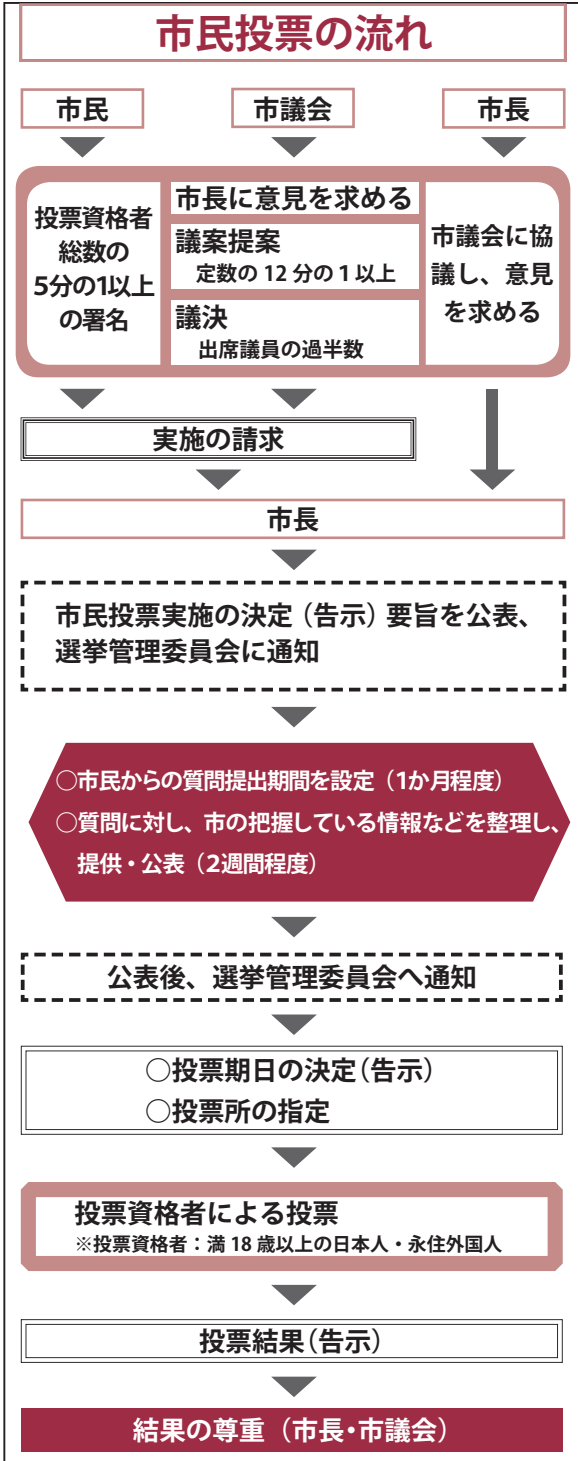 市民投票の流れ
市民
市議会
市長
投票資格者
総数の
5分の1以上
の署名
市長に意見を求める
議案提案
定数の 12 分の 1 以上
議決
出席議員の過半数
市議会に協
議し、意見
を求める
実施の請求
市長
市民投票実施の決定（告示）要旨を公表、
選挙管理委員会に通知
○市民からの質問提出期間を設定（1か月程度）
○質問に対し、市の把握している情報などを整理し、
提供・公表（2週間程度）
公表後、選挙管理委員会へ通知
○投票期日の決定（告示）
○投票所の指定
投票資格者による投票
※投票資格者：満 18 歳以上の日本人・永住外国人
投票結果（告示）
結果の尊重（市長・市議会）